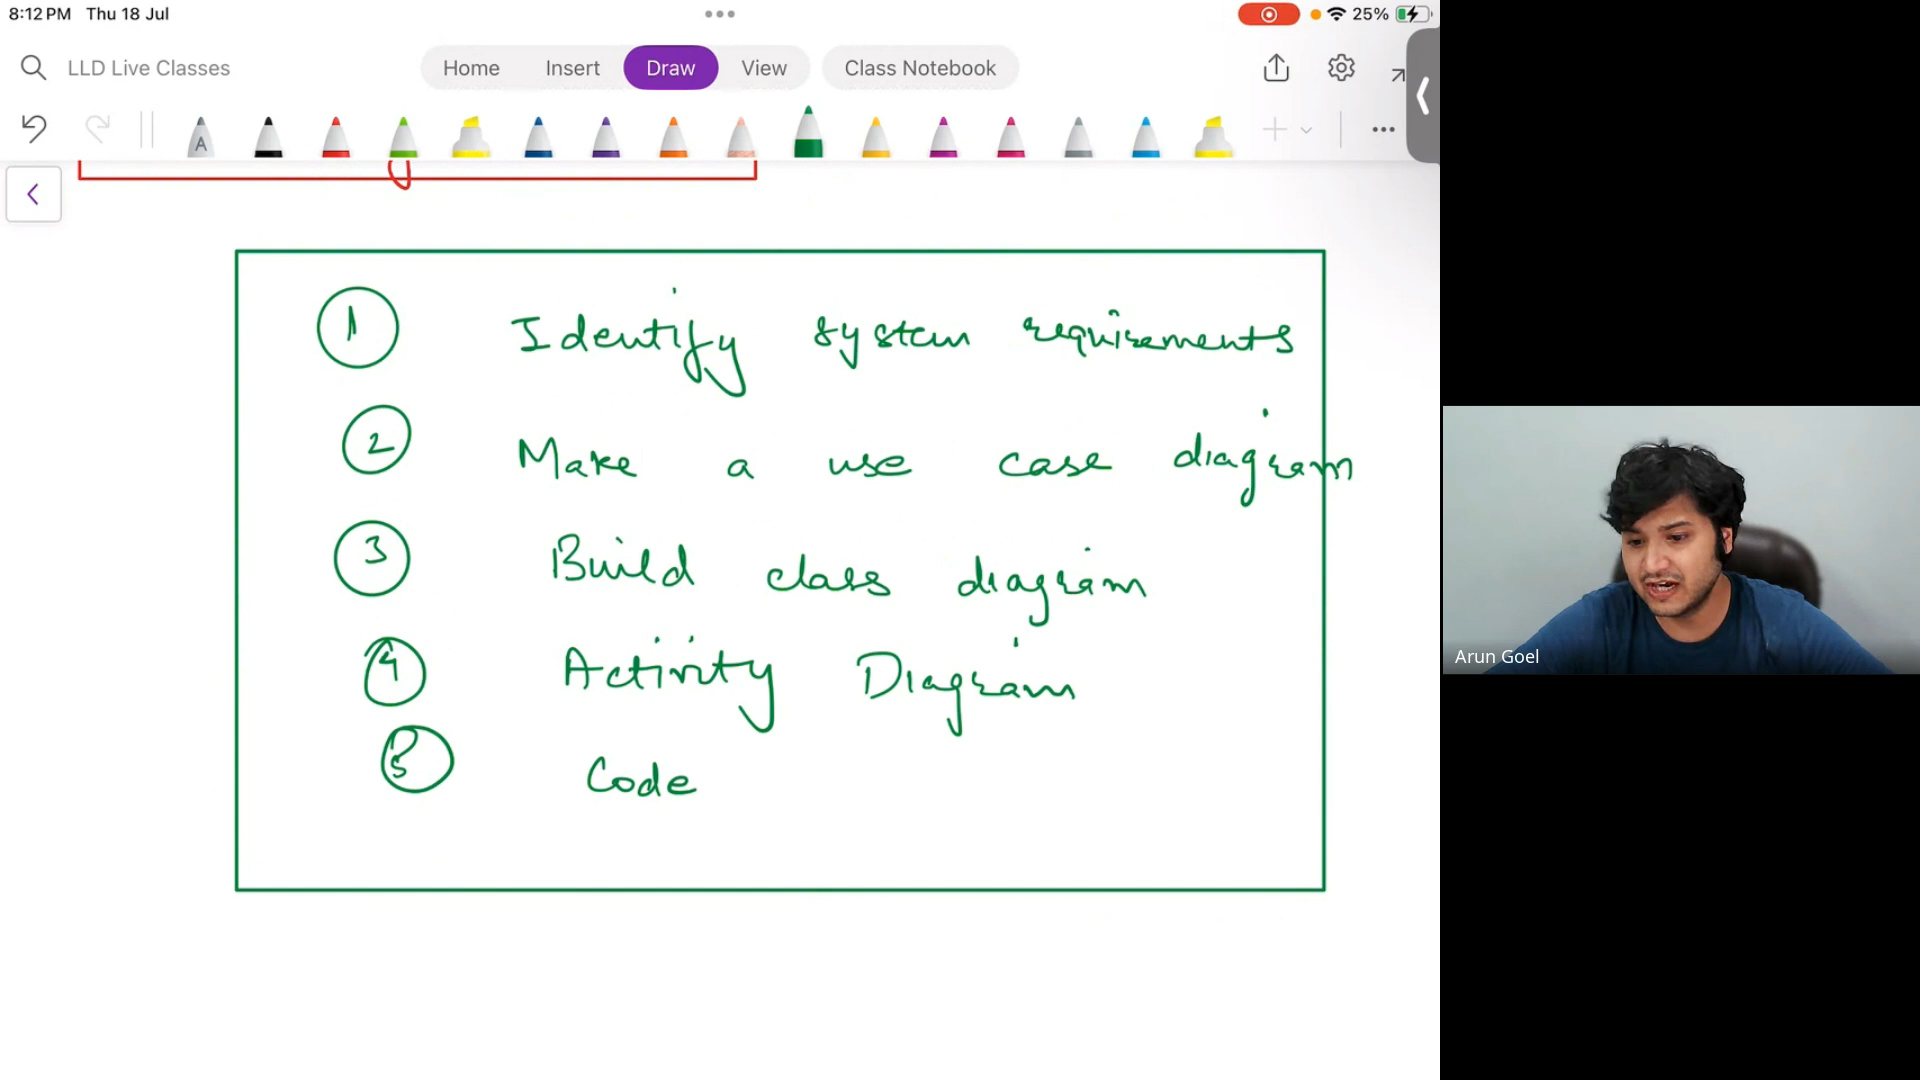 8:12 PM Thu 18 Jul
25%
LLD Live Classes
Home Insert Draw View Class Notebook
A
1 Identify system requirements
2 Make a use case diagram
3 Build class diagram
4 Activity Diagram
5 Code
Arun Goel